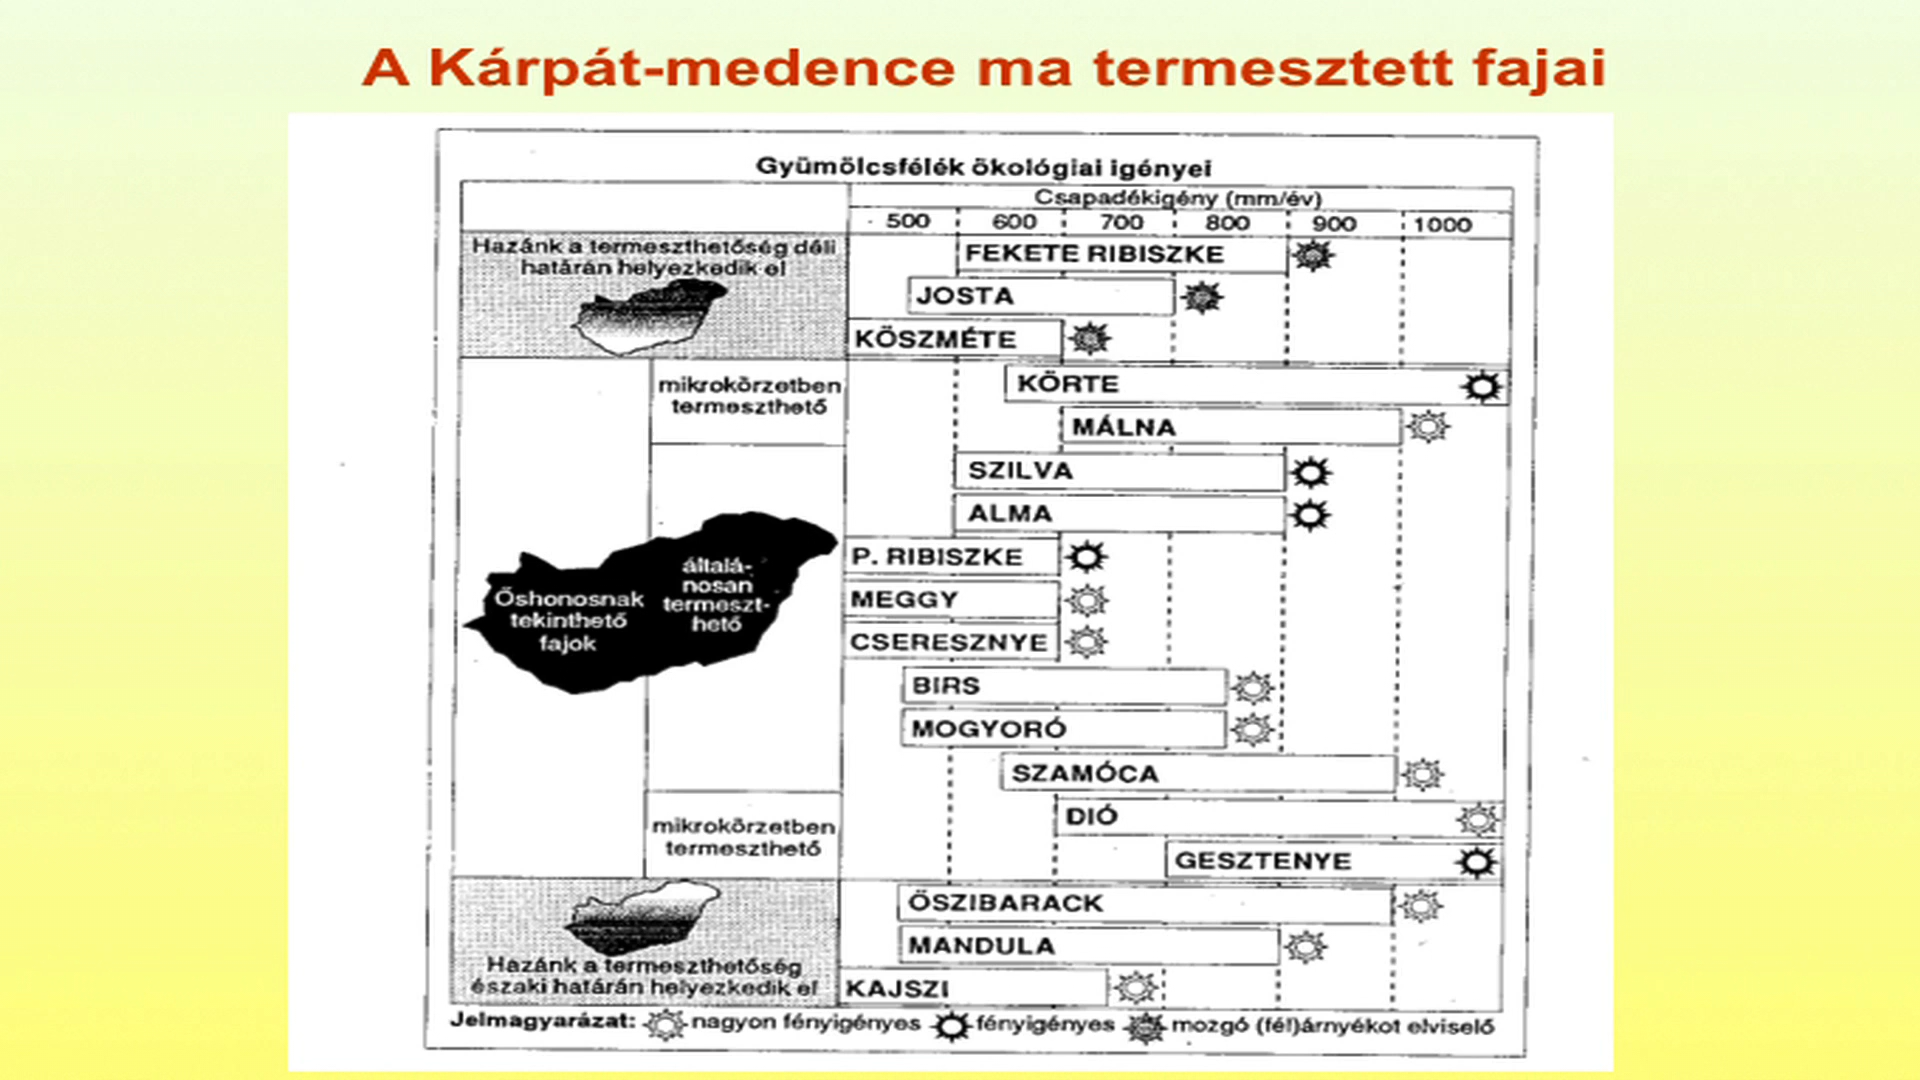 A Kárpát-medence ma termesztett fajai
Gyümölcsfélék ökológiai igényei
Csapadékigény (mm/év)
500 600 700 800 900 1000
Hazánk a termeszthetőség déli
határán helyezkedik el
FEKETE RIBISZKE
JOSTA
KÖSZMÉTE
mikrokörzetben
termeszthető
KÖRTE
MÁLNA
SZILVA
ALMA
P. RIBISZKE
MEGGY
CSERESZNYE
BIRS
MOGYORÓ
SZAMÓCA
Őshonosnak
tekinthető
fajok
általá-
nosan
termeszt-
hető
mikrokörzetben
termeszthető
DIÓ
GESZTENYE
ŐSZIBARACK
MANDULA
KAJSZI
Hazánk a termeszthetőség
északi határán helyezkedik el
Jelmagyarázat: nagyon fényigényes fényigényes mozgó (fél)árnyékot elviselő